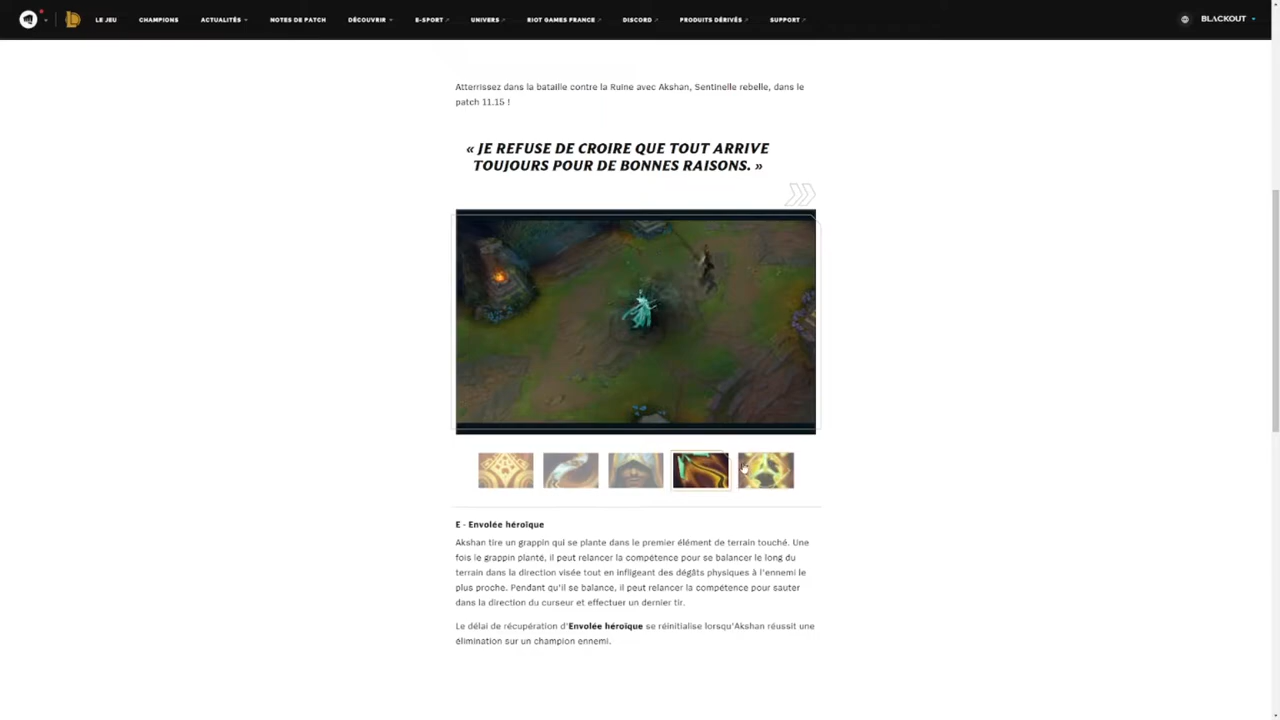 LE JEU CHAMPIONS ACTUALITÉS NOTES DE PATCH DÉCOUVRIR E-SPORT UNIVERS RIOT GAMES FRANCE DISCORD PRODUITS DÉRIVÉS SUPPORT BLACKOUT
Atterrissez dans la bataille contre la Ruine avec Akshan, Sentinelle rebelle, dans le
patch 11.15 !
« JE REFUSE DE CROIRE QUE TOUT ARRIVE
TOUJOURS POUR DE BONNES RAISONS. »
E - Envolée héroïque
Akshan tire un grappin qui se plante dans le premier élément de terrain touché. Une
fois le grappin planté, il peut relancer la compétence pour se balancer le long du
terrain dans la direction visée tout en infligeant des dégâts physiques à l'ennemi le
plus proche. Pendant qu'il se balance, il peut relancer la compétence pour sauter
dans la direction du curseur et effectuer un dernier tir.
Le délai de récupération d'Envolée héroïque se réinitialise lorsqu'Akshan réussit une
élimination sur un champion ennemi.